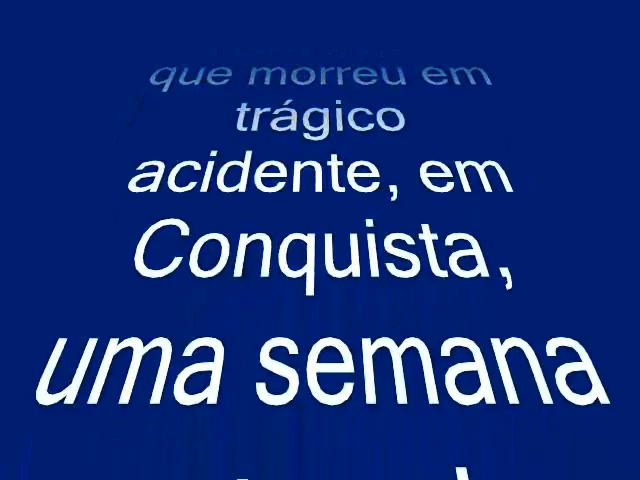 que morreu em
trágico
acidente, em
Conquista,
uma semana